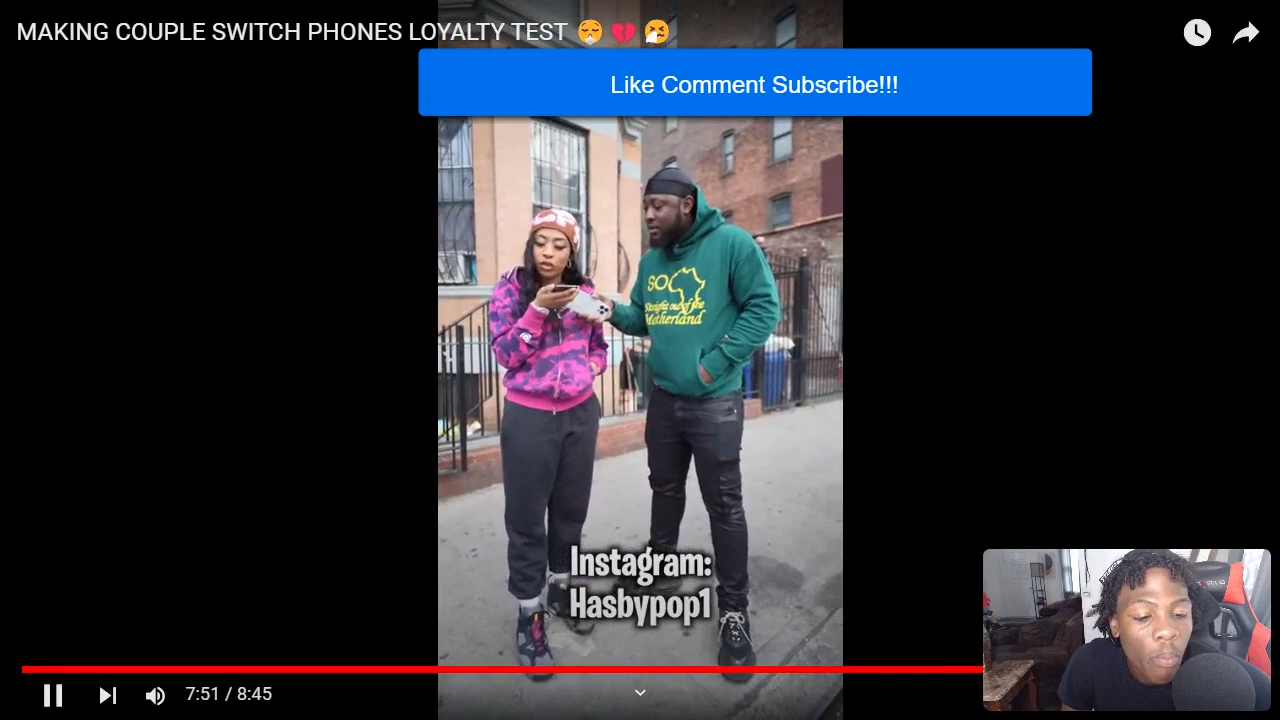 MAKING COUPLE SWITCH PHONES LOYALTY TEST 😤 💔 🤧
Like Comment Subscribe!!!
SO
Straight out of the
Motherland
Instagram:
Hasbypop1
7:51 / 8:45